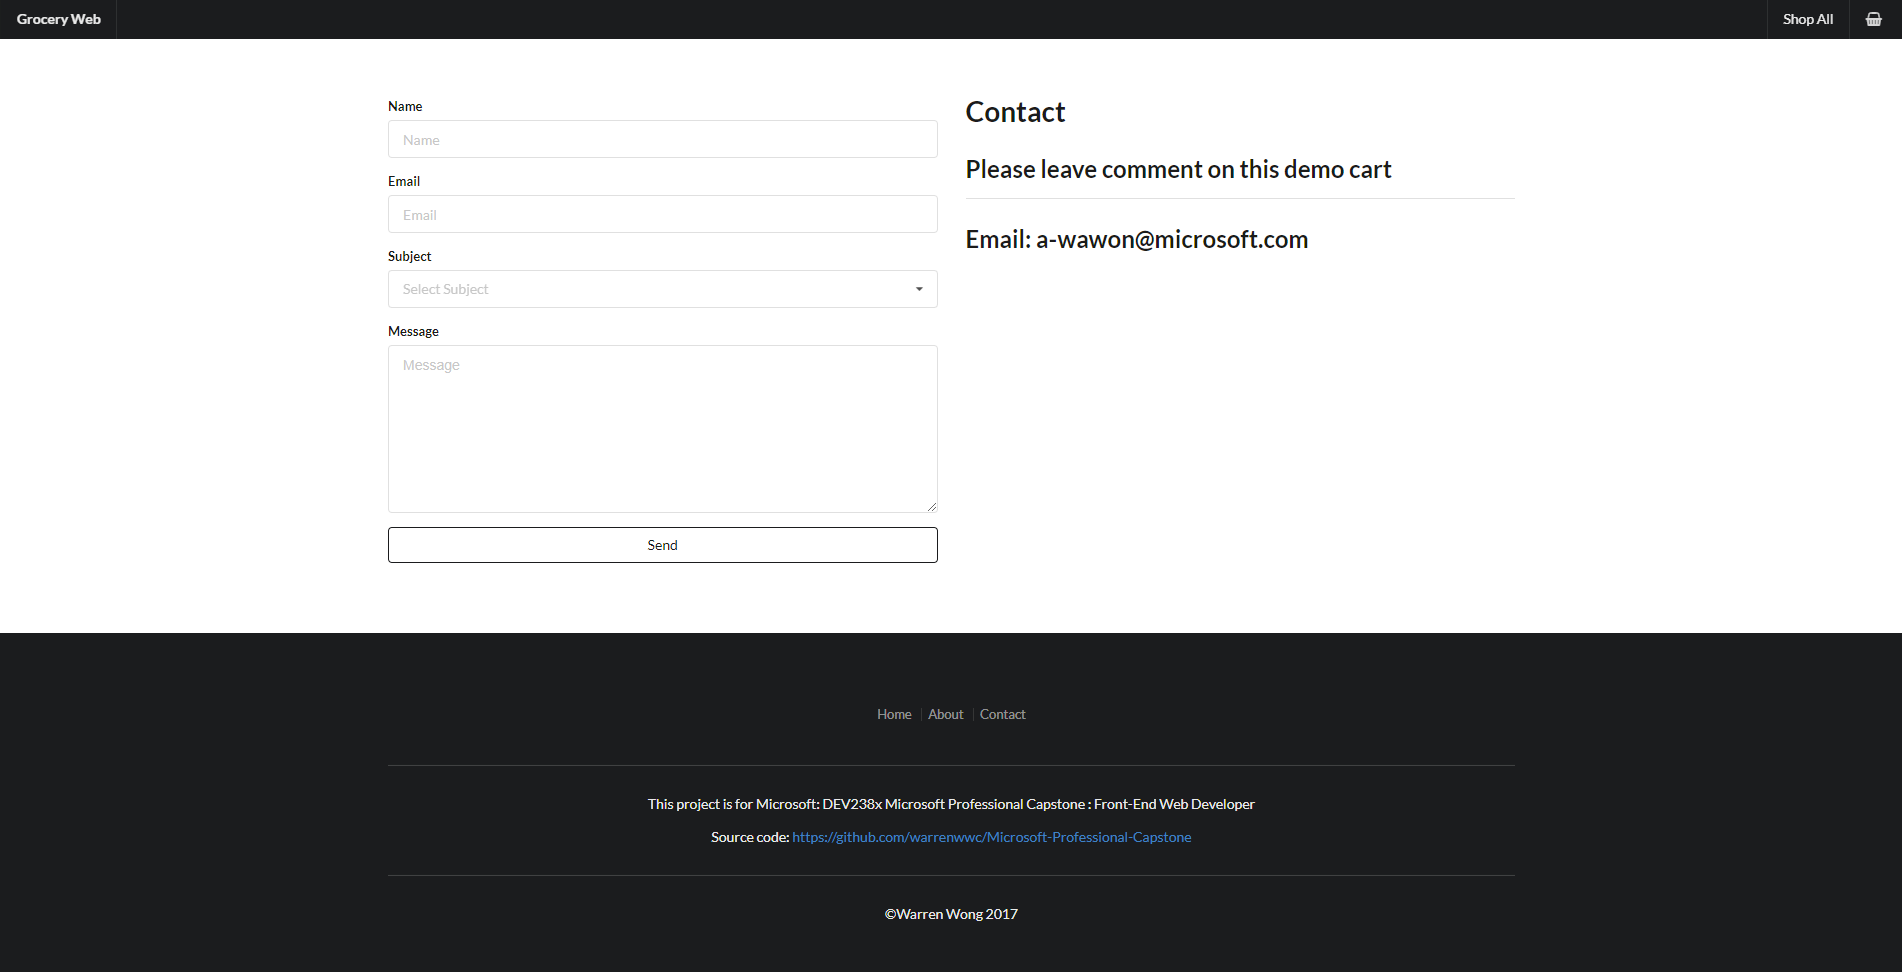 Grocery Web
Shop All
Name
Name
Email
Email
Subject
Select Subject
Message
Message
Send
Contact
Please leave comment on this demo cart
Email: a-wawon@microsoft.com
Home
About
Contact
This project is for Microsoft: DEV238x Microsoft Professional Capstone : Front-End Web Developer
Source code: https://github.com/warrenwwc/Microsoft-Professional-Capstone
©Warren Wong 2017